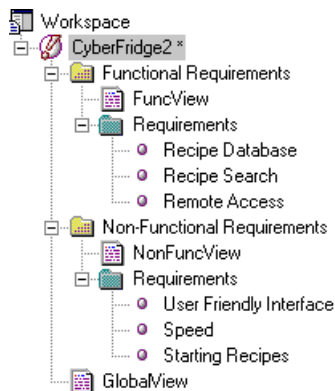 Workspace
CyberFridge2 *
Functional Requirements
FuncView
Requirements
Recipe Database
Recipe Search
Remote Access
Non-Functional Requirements
NonFuncView
Requirements
User Friendly Interface
Speed
Starting Recipes
GlobalView